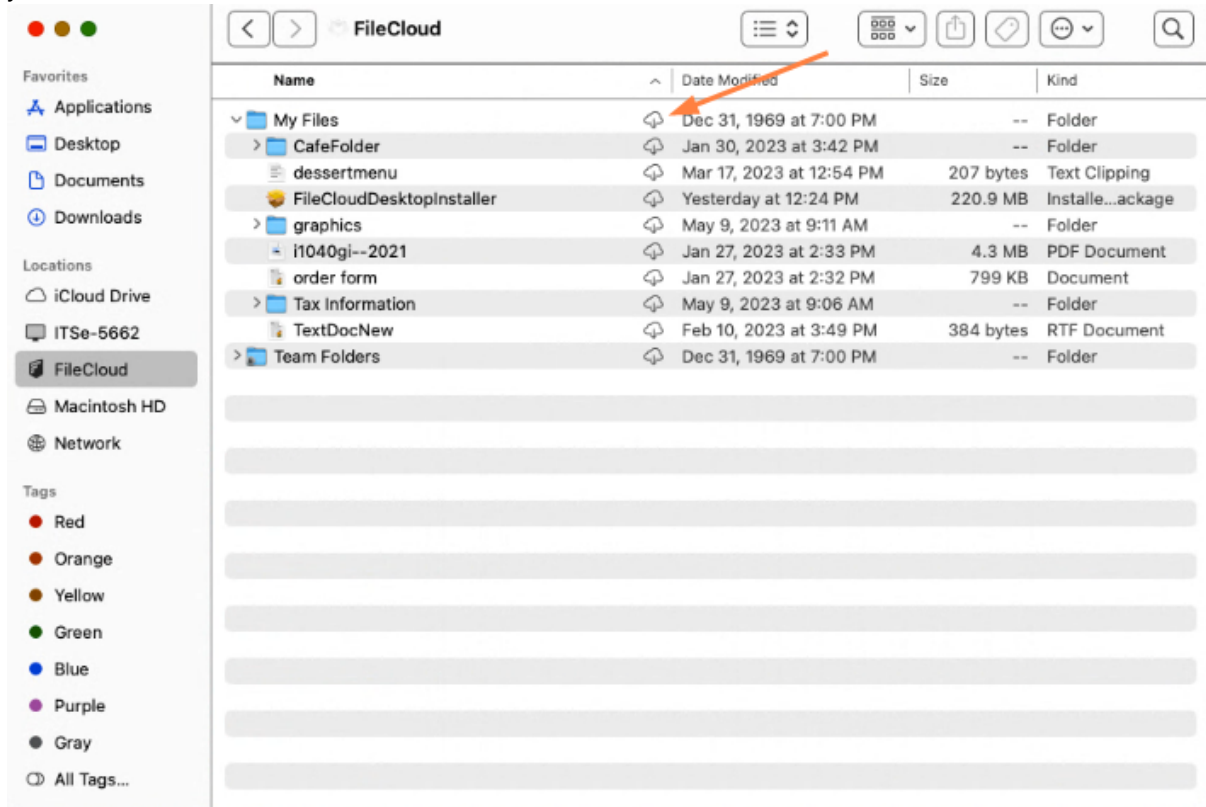 FileCloud
Favorites
Applications
Desktop
Documents
Downloads
Locations
iCloud Drive
ITSe-5662
FileCloud
Macintosh HD
Network
Tags
Red
Orange
Yellow
Green
Blue
Purple
Gray
All Tags...
Name Date Modified Size Kind
My Files Dec 31, 1969 at 7:00 PM -- Folder
CafeFolder Jan 30, 2023 at 3:42 PM -- Folder
dessertmenu Mar 17, 2023 at 12:54 PM 207 bytes Text Clipping
FileCloudDesktopInstaller Yesterday at 12:24 PM 220.9 MB Installe...ackage
graphics May 9, 2023 at 9:11 AM -- Folder
i1040gi--2021 Jan 27, 2023 at 2:33 PM 4.3 MB PDF Document
order form Jan 27, 2023 at 2:32 PM 799 KB Document
Tax Information May 9, 2023 at 9:06 AM -- Folder
TextDocNew Feb 10, 2023 at 3:49 PM 384 bytes RTF Document
Team Folders Dec 31, 1969 at 7:00 PM -- Folder